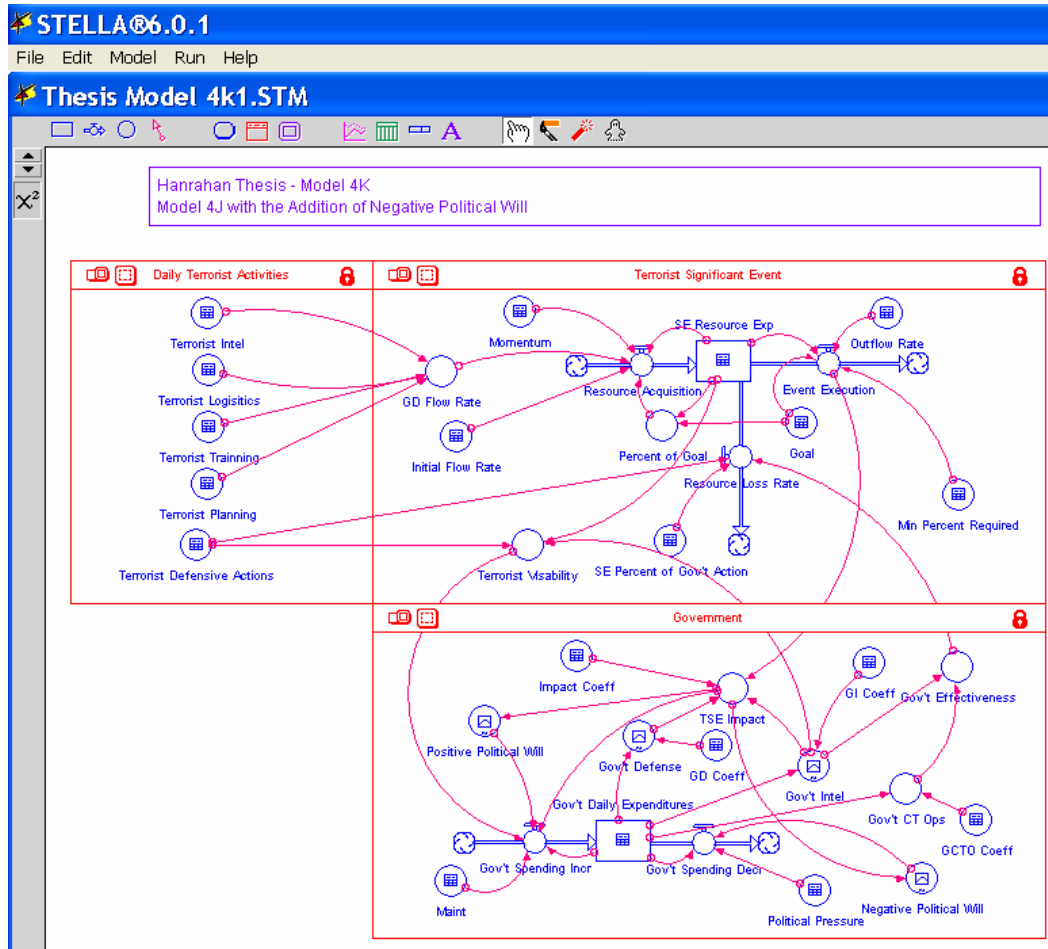 STELLA®6.0.1
File Edit Model Run Help
Thesis Model 4k1.STM
A
X²
Hanrahan Thesis - Model 4K
Model 4J with the Addition of Negative Political Will
Daily Terrorist Activities
Terrorist Intel
Terrorist Logisitics
Terrorist Trainning
Terrorist Planning
Terrorist Defensive Actions
Terrorist Significant Event
Momentum
SE Resource Exp
Outflow Rate
Resource Acquisition
Event Execution
GD Flow Rate
Initial Flow Rate
Percent of Goal
Goal
Resource Loss Rate
Min Percent Required
Terrorist Visability
SE Percent of Gov't Action
Government
Impact Coeff
TSE Impact
GI Coeff
Gov't Effectiveness
Positive Political Will
Gov't Defense
GD Coeff
Gov't Intel
Gov't Daily Expenditures
Gov't CT Ops
GCTO Coeff
Gov't Spending Incr
Gov't Spending Decr
Maint
Political Pressure
Negative Political Will